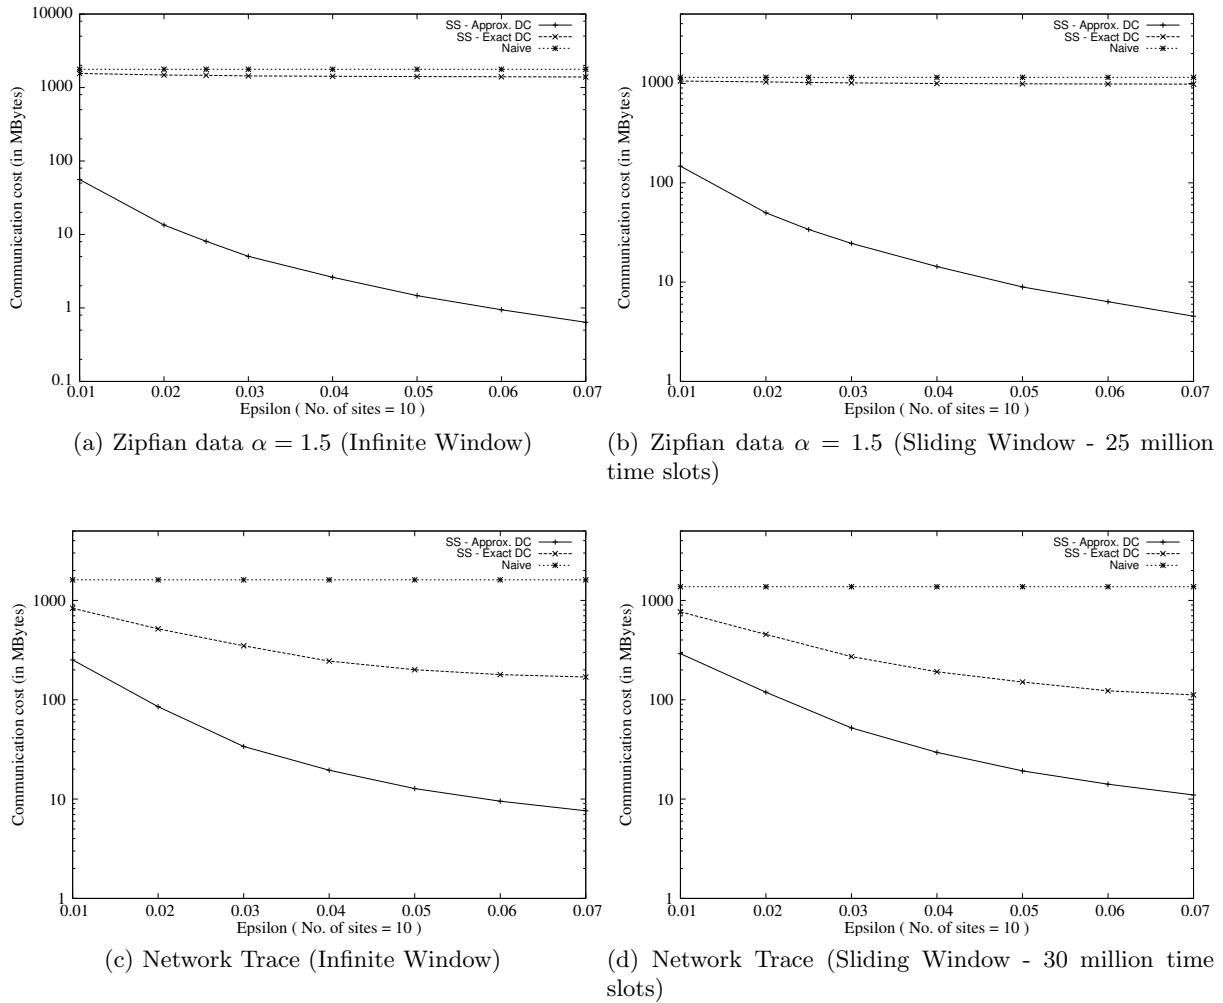 10000
1000
100
10
1
0.1
Communication cost (in MBytes)
SS - Approx. DC
SS - Exact DC
Naive
0.01 0.02 0.03 0.04 0.05 0.06 0.07
Epsilon ( No. of sites = 10 )
(a) Zipfian data α = 1.5 (Infinite Window)
1000
100
10
1
Communication cost (in MBytes)
SS - Approx. DC
SS - Exact DC
Naive
0.01 0.02 0.03 0.04 0.05 0.06 0.07
Epsilon ( No. of sites = 10 )
(b) Zipfian data α = 1.5 (Sliding Window - 25 million
time slots)
1000
100
10
1
Communication cost (in MBytes)
SS - Approx. DC
SS - Exact DC
Naive
0.01 0.02 0.03 0.04 0.05 0.06 0.07
Epsilon ( No. of sites = 10 )
(c) Network Trace (Infinite Window)
1000
100
10
1
Communication cost (in MBytes)
SS - Approx. DC
SS - Exact DC
Naive
0.01 0.02 0.03 0.04 0.05 0.06 0.07
Epsilon ( No. of sites = 10 )
(d) Network Trace (Sliding Window - 30 million time
slots)